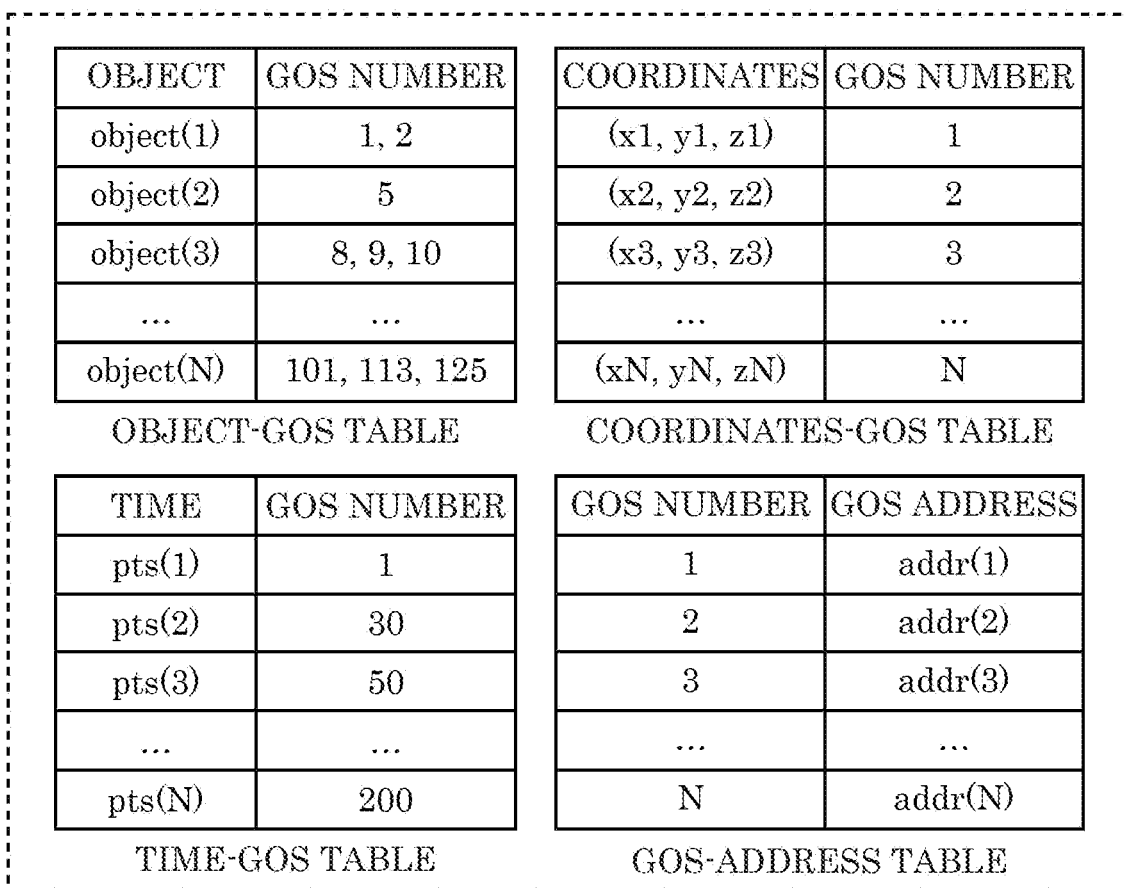 OBJECT GOS NUMBER
object(1) 1, 2
object(2) 5
object(3) 8, 9, 10
... ...
object(N) 101, 113, 125
OBJECT-GOS TABLE
COORDINATES GOS NUMBER
(x1, y1, z1) 1
(x2, y2, z2) 2
(x3, y3, z3) 3
... ...
(xN, yN, zN) N
COORDINATES-GOS TABLE
TIME GOS NUMBER
pts(1) 1
pts(2) 30
pts(3) 50
... ...
pts(N) 200
TIME-GOS TABLE
GOS NUMBER GOS ADDRESS
1 addr(1)
2 addr(2)
3 addr(3)
... ...
N addr(N)
GOS-ADDRESS TABLE